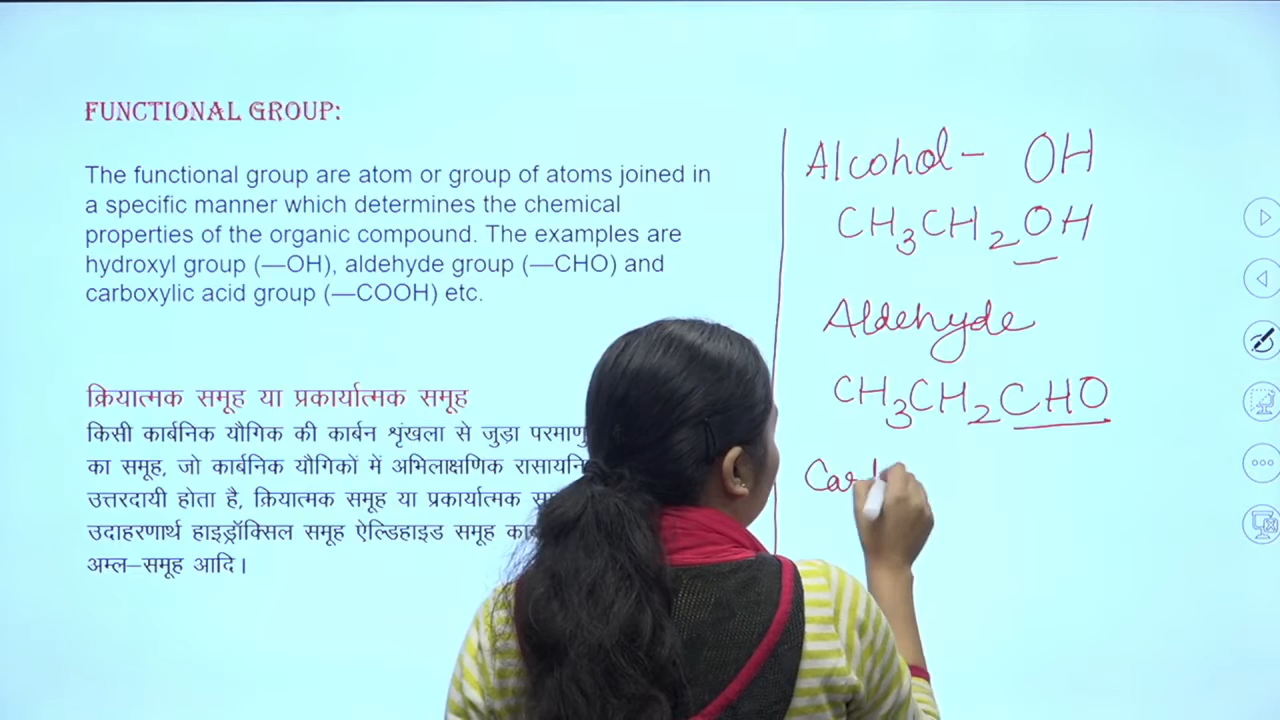 FUNCTIONAL GROUP:
The functional group are atom or group of atoms joined in
a specific manner which determines the chemical
properties of the organic compound. The examples are
hydroxyl group (—OH), aldehyde group (—CHO) and
carboxylic acid group (—COOH) etc.
क्रियात्मक समूह या प्रकार्यात्मक समूह
किसी कार्बनिक यौगिक की कार्बन शृंखला से जुड़ा परमाणु
का समूह, जो कार्बनिक यौगिकों में अभिलाक्षणिक
उत्तरदायी होता है, क्रियात्मक समूह या प्रकार्यात्मक
उदाहरणार्थ हाइड्रॉक्सिल समूह ऐल्डिहाइड समूह
अम्ल–समूह आदि।
Alcohol – OH
CH3CH2OH
Aldehyde
CH3CH2CHO